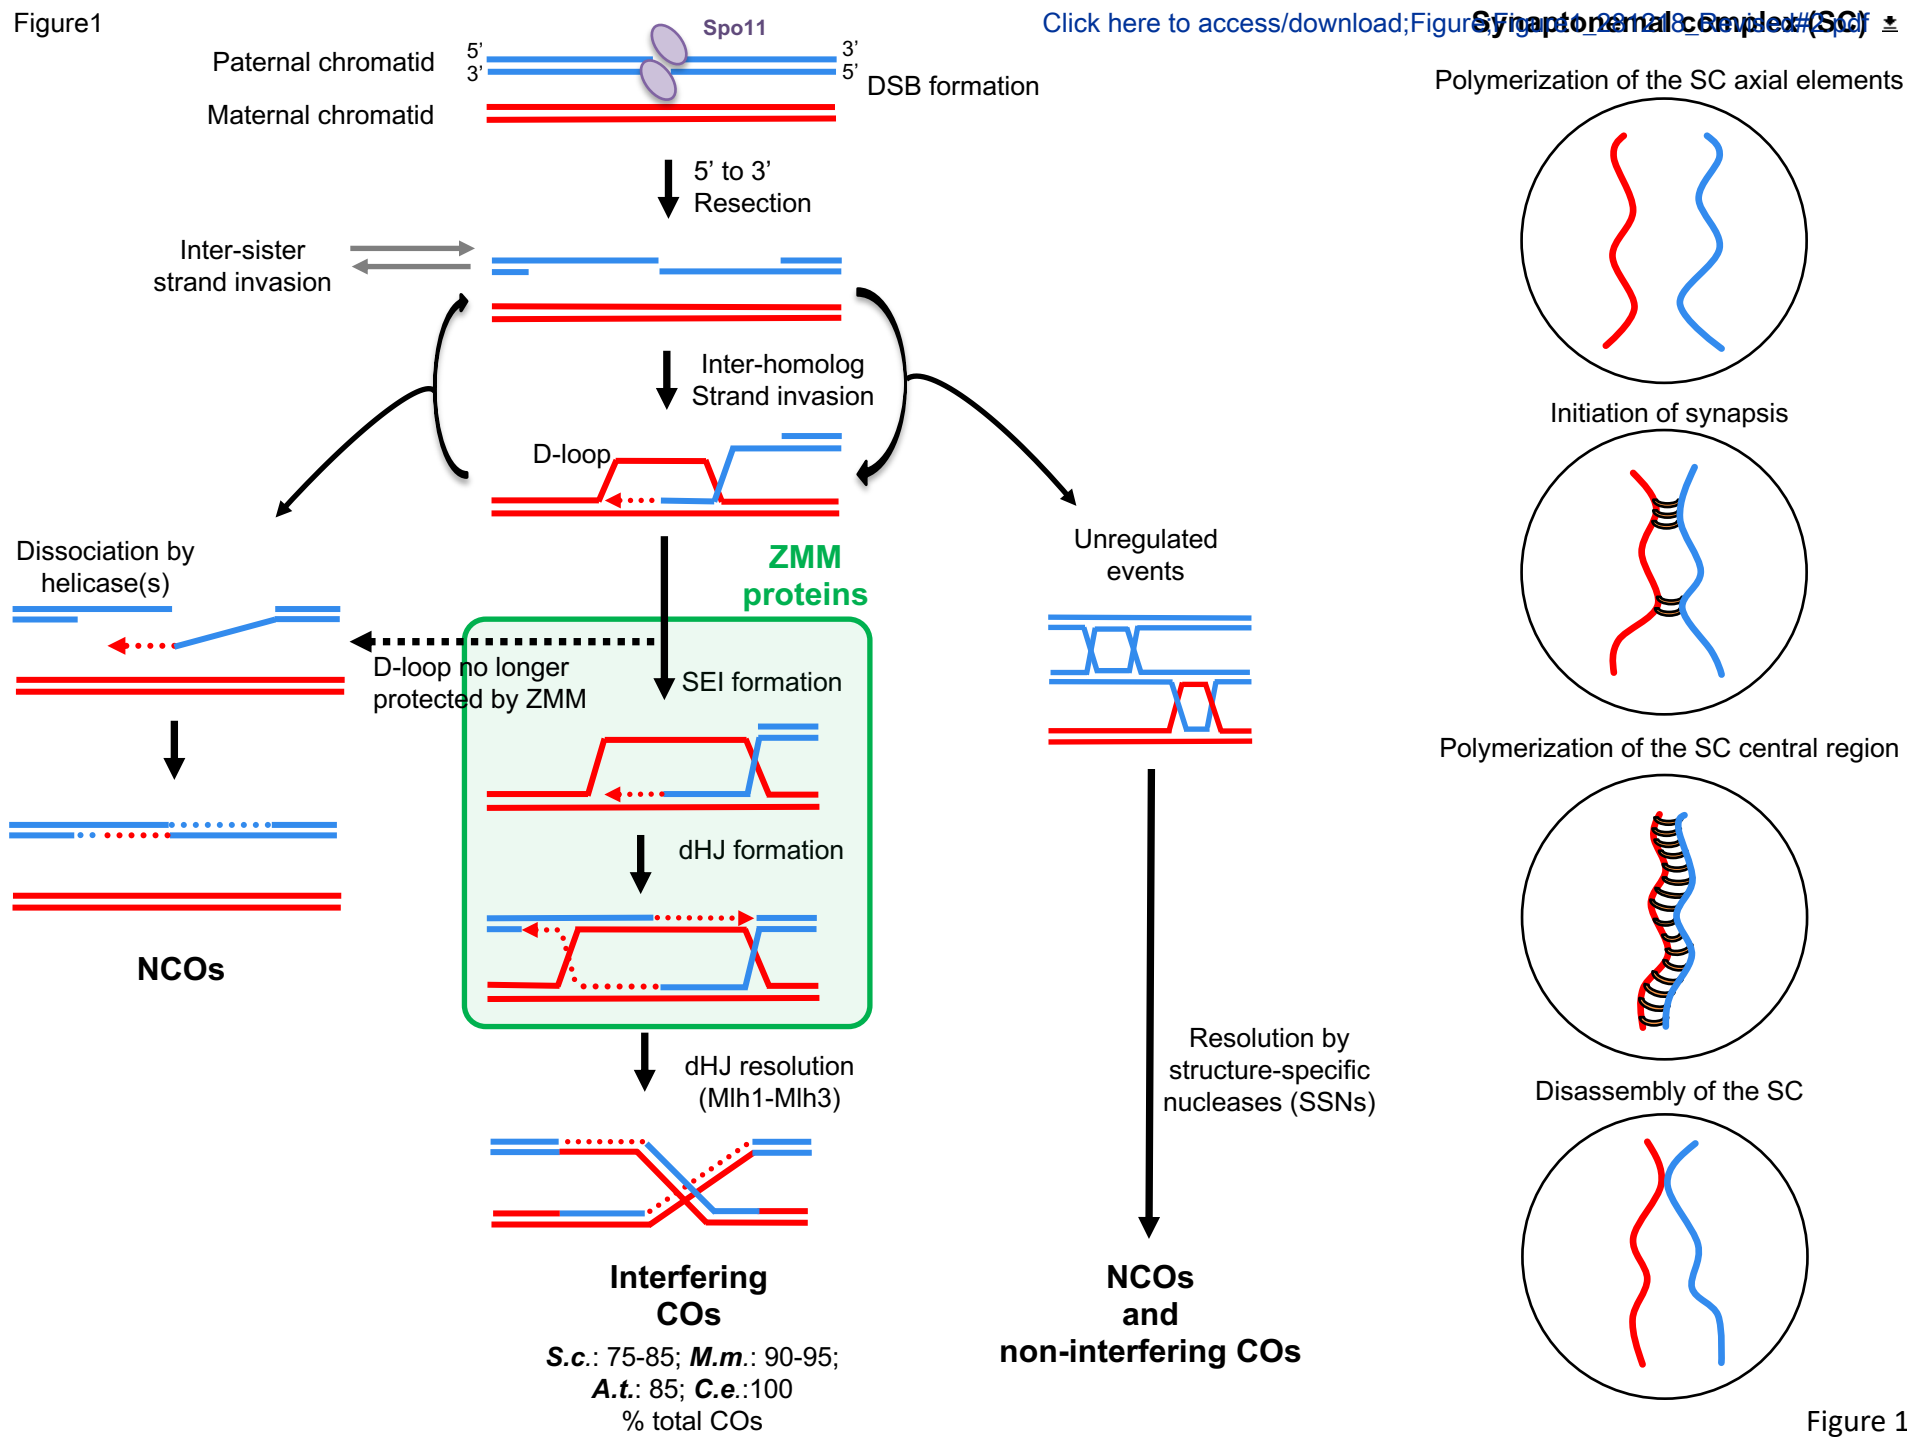 Figure1
Click here to access/download;Figure;Figure1_281218_Revised#2.pdf
Synaptonemal complex (SC)
Spo11
Paternal chromatid
5’
3’
3’
5’
DSB formation
Maternal chromatid
Polymerization of the SC axial elements
5’ to 3’
Resection
Inter-sister
strand invasion
Inter-homolog
Strand invasion
Initiation of synapsis
D-loop
Dissociation by
helicase(s)
ZMM
proteins
Unregulated
events
D-loop no longer
protected by ZMM
SEI formation
Polymerization of the SC central region
dHJ formation
NCOs
dHJ resolution
(Mlh1-Mlh3)
Resolution by
structure-specific
nucleases (SSNs)
Disassembly of the SC
Interfering
COs
S.c.: 75-85; M.m.: 90-95;
A.t.: 85; C.e.:100
% total COs
NCOs
and
non-interfering COs
Figure 1